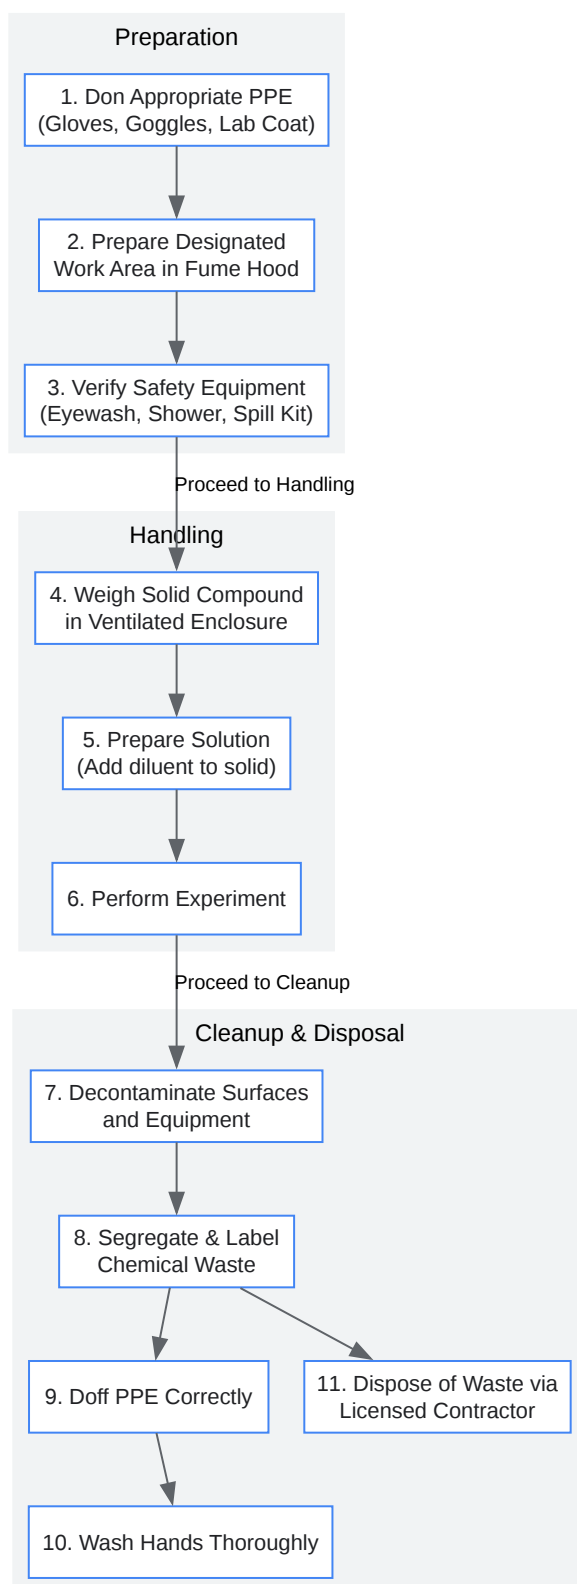 Preparation
1. Don Appropriate PPE
(Gloves, Goggles, Lab Coat)
2. Prepare Designated
Work Area in Fume Hood
3. Verify Safety Equipment
(Eyewash, Shower, Spill Kit)
Proceed to Handling
Handling
4. Weigh Solid Compound
in Ventilated Enclosure
5. Prepare Solution
(Add diluent to solid)
6. Perform Experiment
Proceed to Cleanup
Cleanup & Disposal
7. Decontaminate Surfaces
and Equipment
8. Segregate & Label
Chemical Waste
9. Doff PPE Correctly
11. Dispose of Waste via
Licensed Contractor
10. Wash Hands Thoroughly